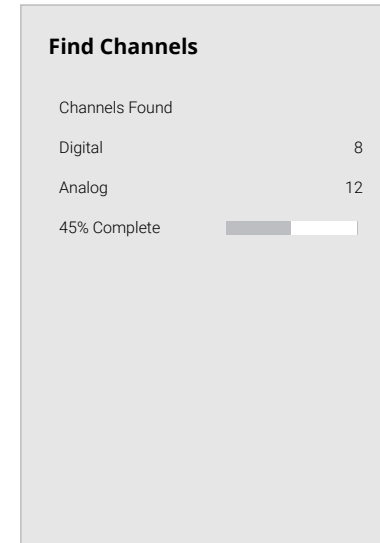 Find Channels
Channels Found
Digital 8
Analog 12
45% Complete